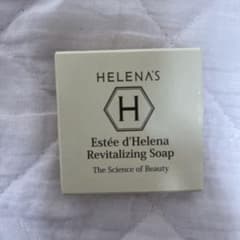 HELENA'S
H
Estée d'Helena
Revitalizing Soap
The Science of Beauty